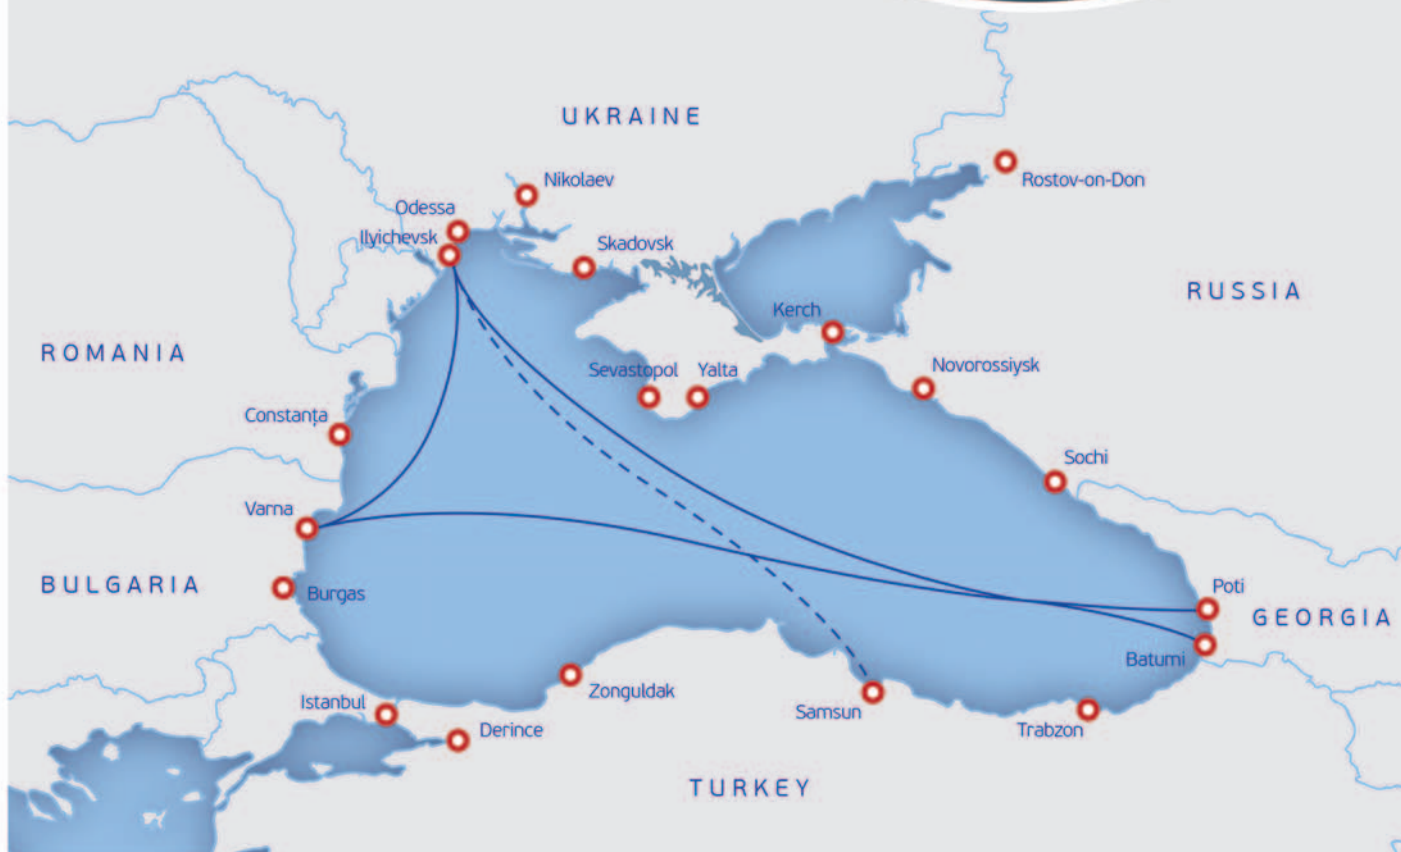 UKRAINE
Nikolaev
Rostov-on-Don
Odessa
Ilyichevsk
Skadovsk
RUSSIA
Kerch
ROMANIA
Sevastopol
Yalta
Novorossiysk
Constanța
Sochi
Varna
BULGARIA
Burgas
Poti
GEORGIA
Batumi
Zonguldak
Istanbul
Samsun
Derince
Trabzon
TURKEY